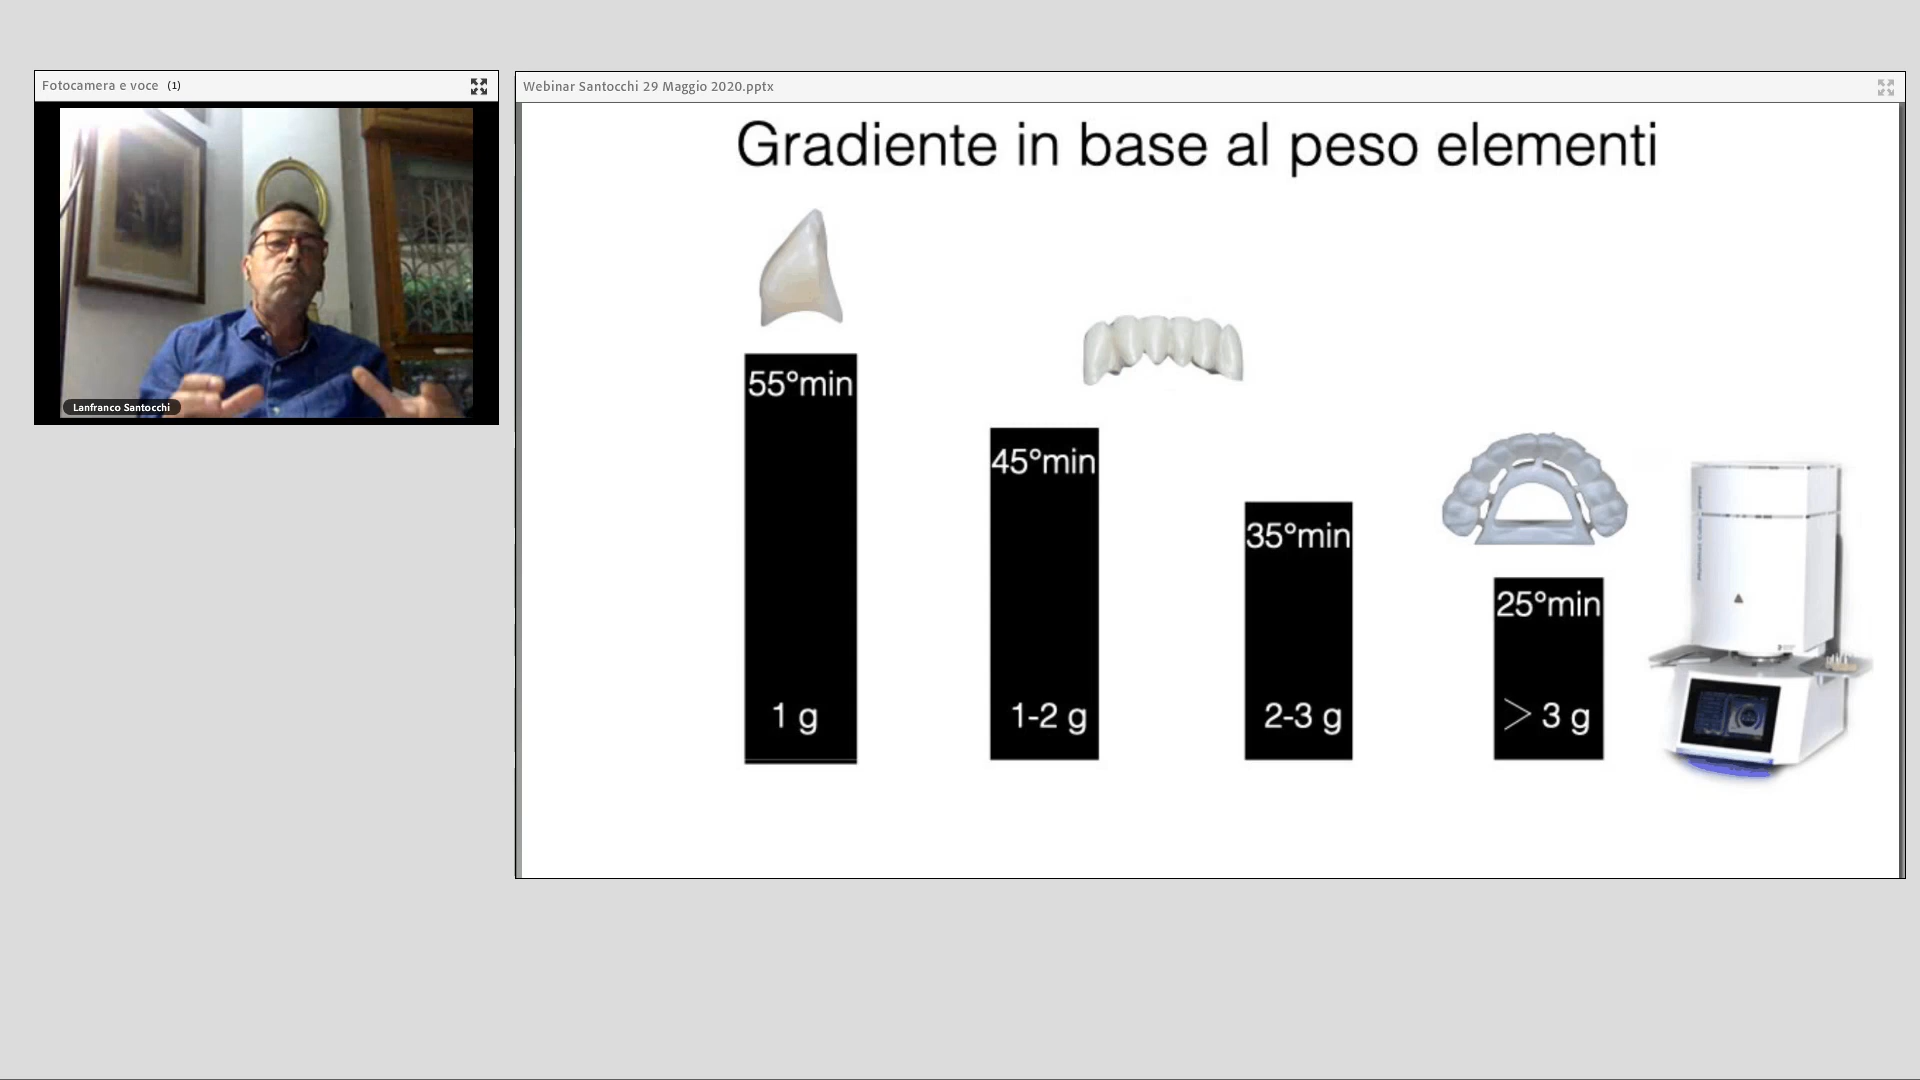 Fotocamera e voce (1)
Lanfranco Santocchi
Webinar Santocchi 29 Maggio 2020.pptx
Gradiente in base al peso elementi
55°min
45°min
35°min
25°min
1 g
1-2 g
2-3 g
> 3 g